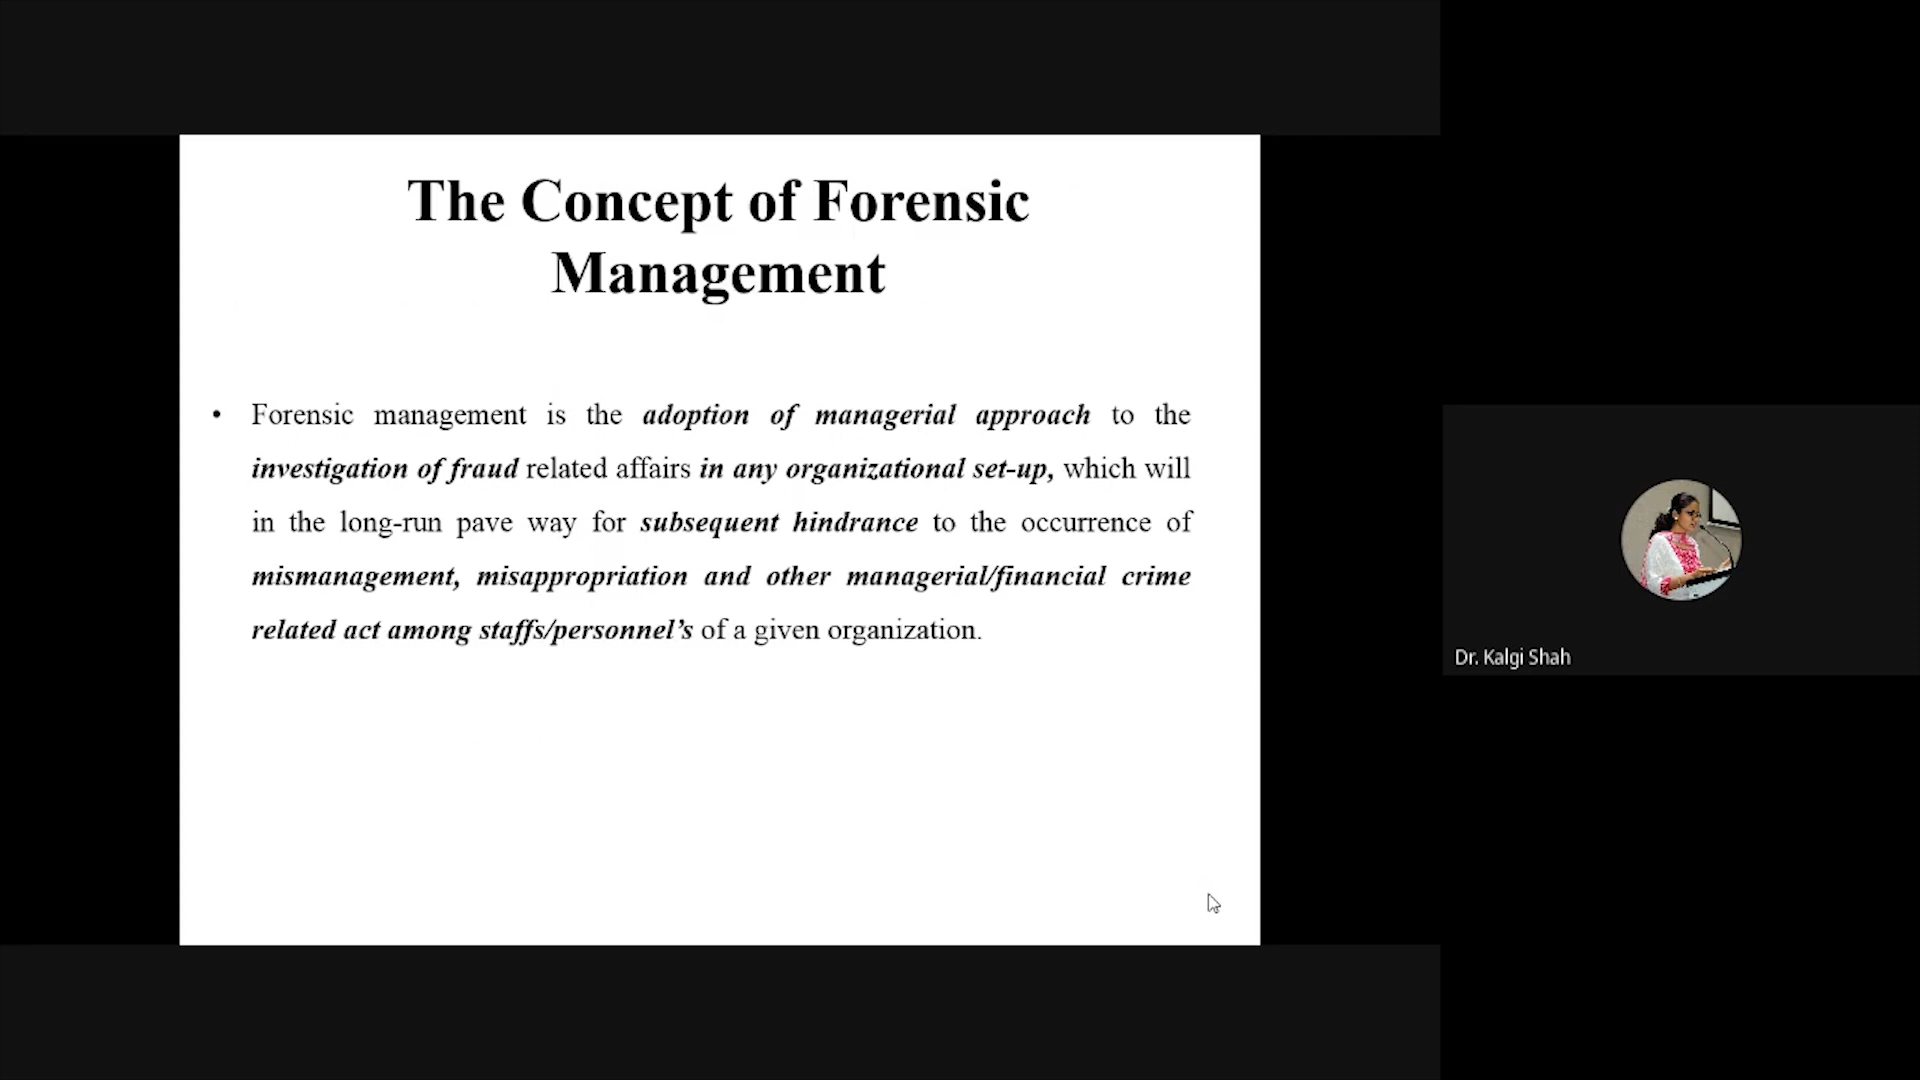 The Concept of Forensic
Management
• Forensic management is the adoption of managerial approach to the
investigation of fraud related affairs in any organizational set-up, which will
in the long-run pave way for subsequent hindrance to the occurrence of
mismanagement, misappropriation and other managerial/financial crime
related act among staffs/personnel’s of a given organization.
Dr. Kalgi Shah